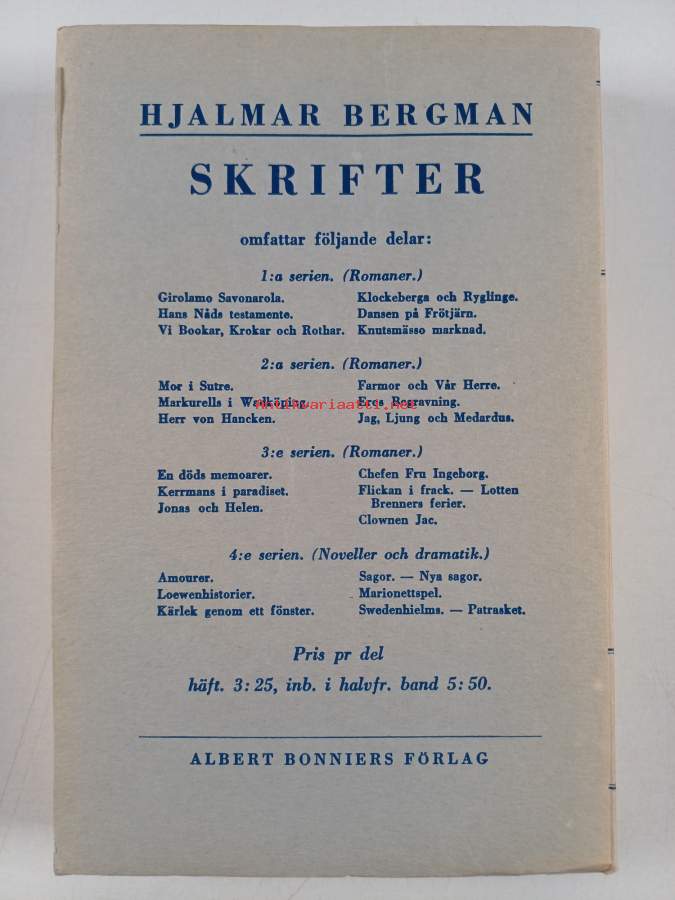 HJALMAR BERGMAN
SKRIFTER
omfattar följande delar:
1:a serien. (Romaner.)
Girolamo Savonarola.
Hans Nåds testamente.
Vi Bookar, Krokar och Rothar.
Klockeberga och Ryglinge.
Dansen på Frötjärn.
Knutsmässo marknad.
2:a serien. (Romaner.)
Mor i Sutre.
Markurells i Wadköping.
Herr von Hancken.
Farmor och Vår Herre.
Eros Begravning.
Jag, Ljung och Medardus.
Antikvariaatti.net
3:e serien. (Romaner.)
En döds memoarer.
Kerrmans i paradiset.
Jonas och Helen.
Chefen Fru Ingeborg.
Flickan i frack. — Lotten
Brenners ferier.
Clownen Jac.
4:e serien. (Noveller och dramatik.)
Amourer.
Loewenhistorier.
Kärlek genom ett fönster.
Sagor. — Nya sagor.
Marionettspel.
Swedenhielms. — Patrasket.
Pris pr del
häft. 3:25, inb. i halvfr. band 5:50.
ALBERT BONNIERS FÖRLAG